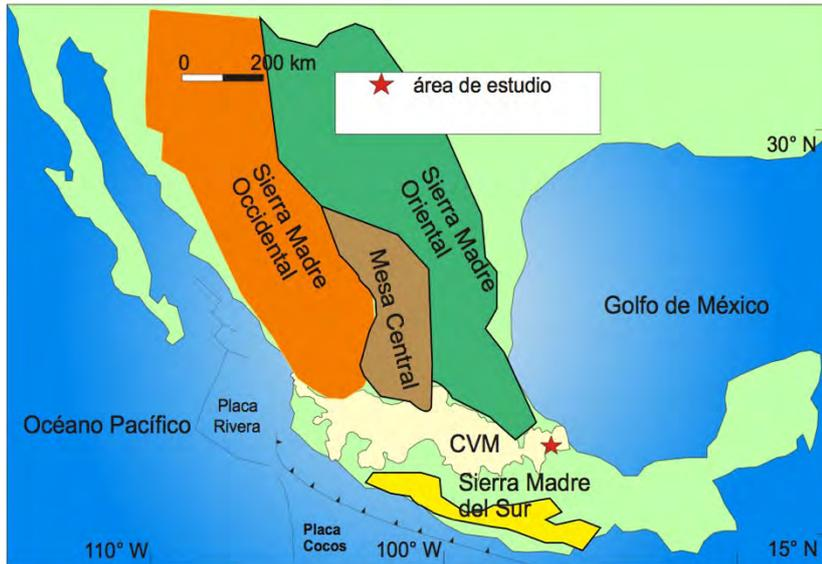 0 200 km
área de estudio
30° N
Sierra Madre
Occidental
Sierra Madre
Oriental
Mesa Central
Golfo de México
Placa
Rivera
Océano Pacífico
CVM
Sierra Madre
del Sur
Placa
Cocos
110° W
100° W
15° N